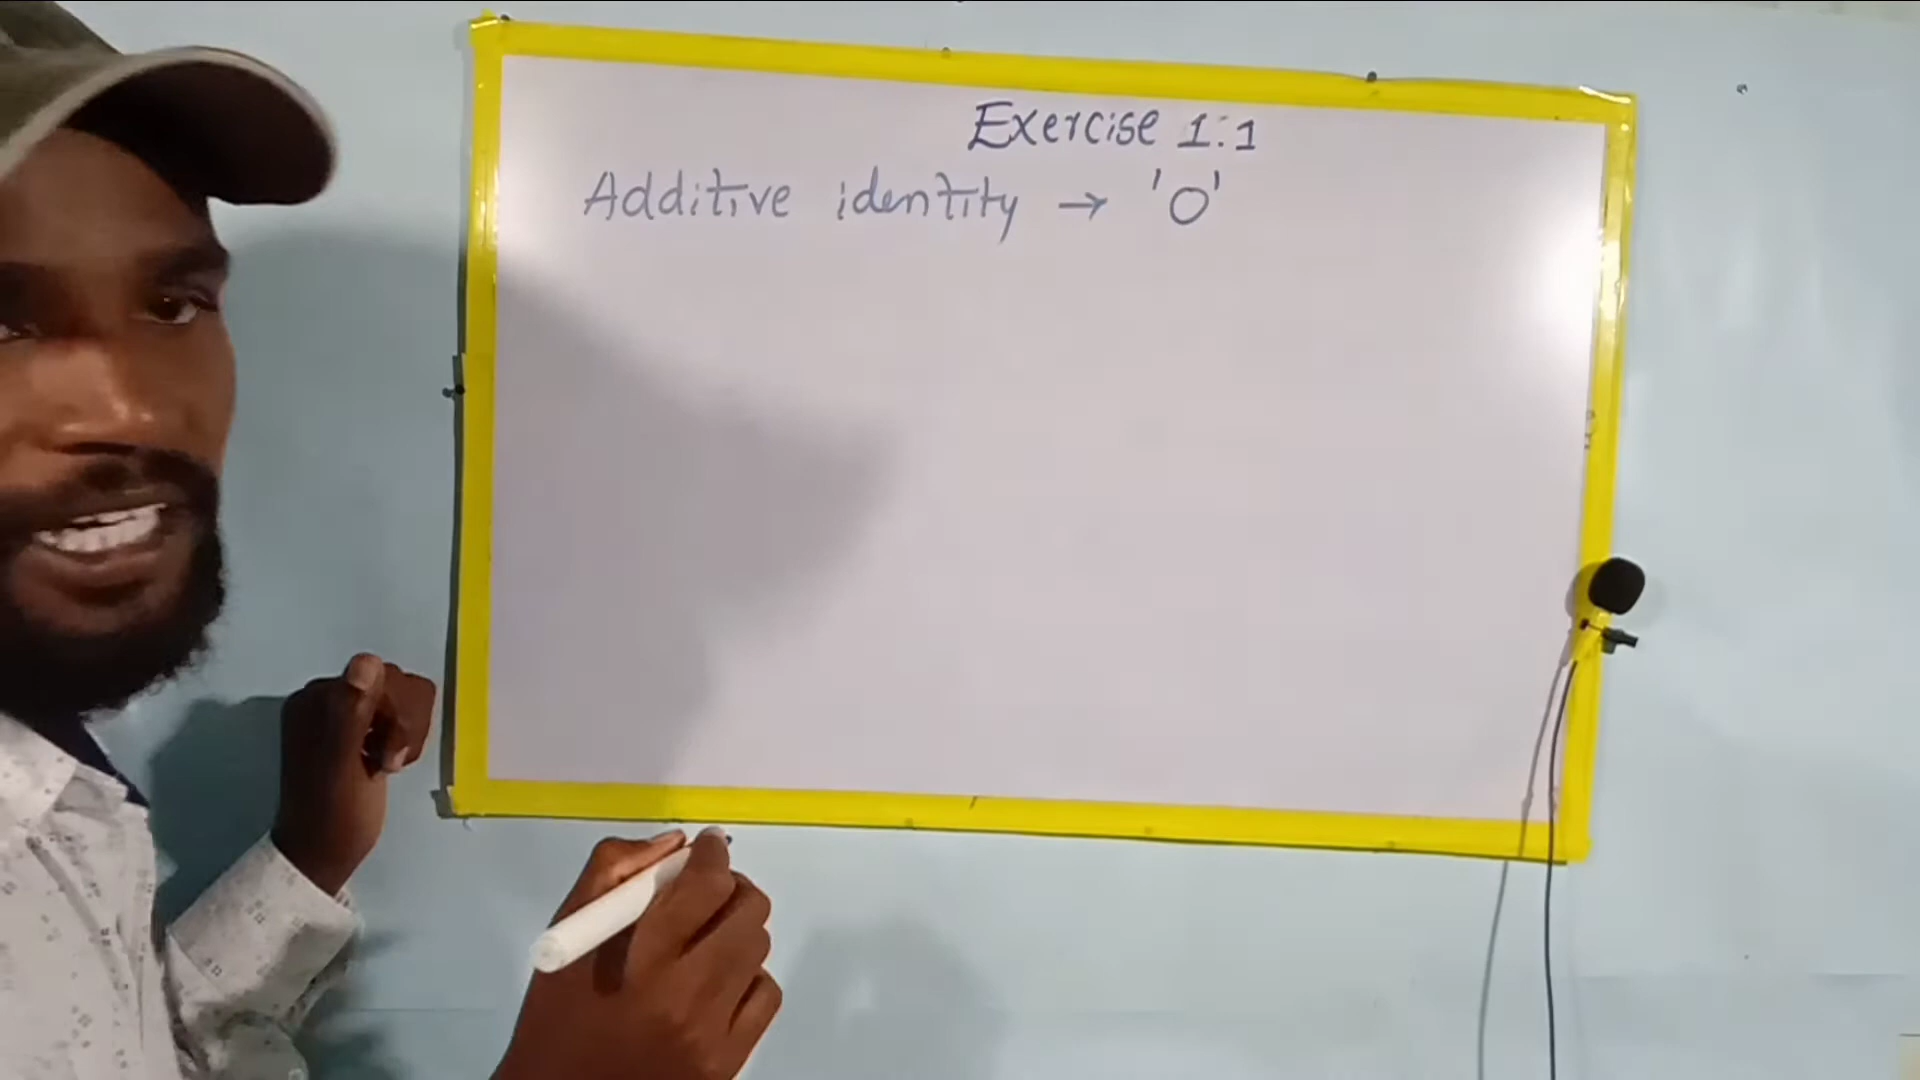 Exercise 1:1
Additive identity → '0'